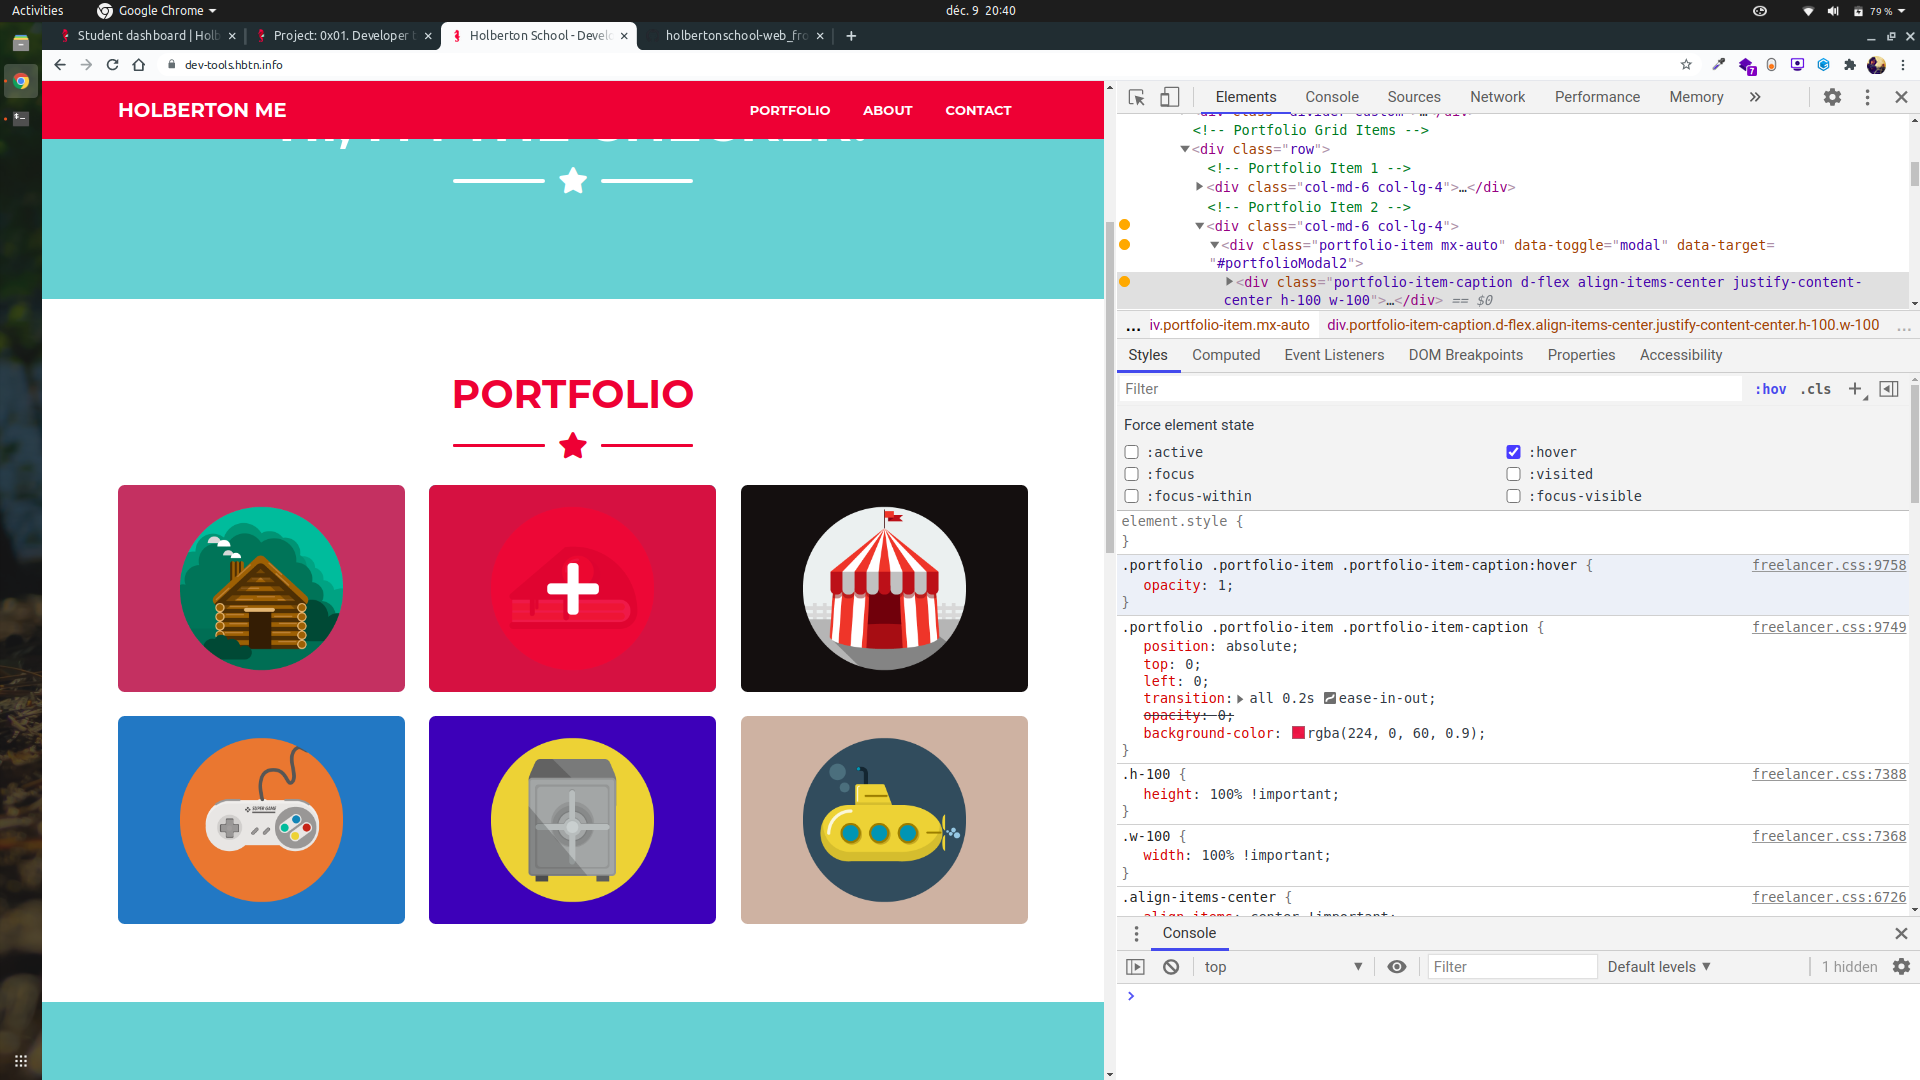 Activities
Google Chrome
déc. 9 20:40
79 %
Student dashboard | Holb
Project: 0x01. Developer t
Holberton School - Develo
holbertonschool-web_fro
dev-tools.hbtn.info
7
HOLBERTON ME
PORTFOLIO
ABOUT
CONTACT
PORTFOLIO
SUPER GAME
Elements
Console
Sources
Network
Performance
Memory
<!-- Portfolio Grid Items -->
<div class="row">
<!-- Portfolio Item 1 -->
<div class="col-md-6 col-lg-4">…</div>
<!-- Portfolio Item 2 -->
<div class="col-md-6 col-lg-4">
<div class="portfolio-item mx-auto" data-toggle="modal" data-target=
"#portfolioModal2">
<div class="portfolio-item-caption d-flex align-items-center justify-content-
center h-100 w-100">…</div> == $0
... iv.portfolio-item.mx-auto div.portfolio-item-caption.d-flex.align-items-center.justify-content-center.h-100.w-100 ...
Styles
Computed
Event Listeners
DOM Breakpoints
Properties
Accessibility
Filter
:hov
.cls
Force element state
:active
:hover
:focus
:visited
:focus-within
:focus-visible
element.style {
}
.portfolio .portfolio-item .portfolio-item-caption:hover {
freelancer.css:9758
opacity: 1;
}
.portfolio .portfolio-item .portfolio-item-caption {
freelancer.css:9749
position: absolute;
top: 0;
left: 0;
transition: all 0.2s ease-in-out;
opacity: 0;
background-color: rgba(224, 0, 60, 0.9);
}
.h-100 {
freelancer.css:7388
height: 100% !important;
}
.w-100 {
freelancer.css:7368
width: 100% !important;
}
.align-items-center {
freelancer.css:6726
align-items: center !important;
Console
top
Filter
Default levels
1 hidden